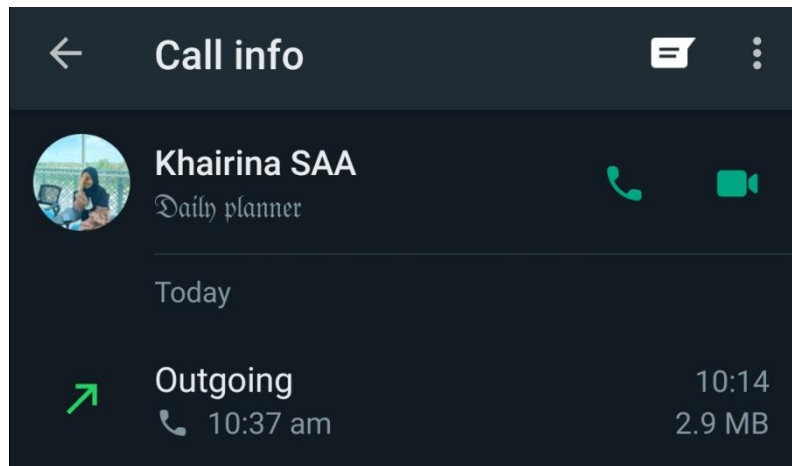 Call info
Khairina SAA
Daily planner
Today
Outgoing 10:14
10:37 am 2.9 MB